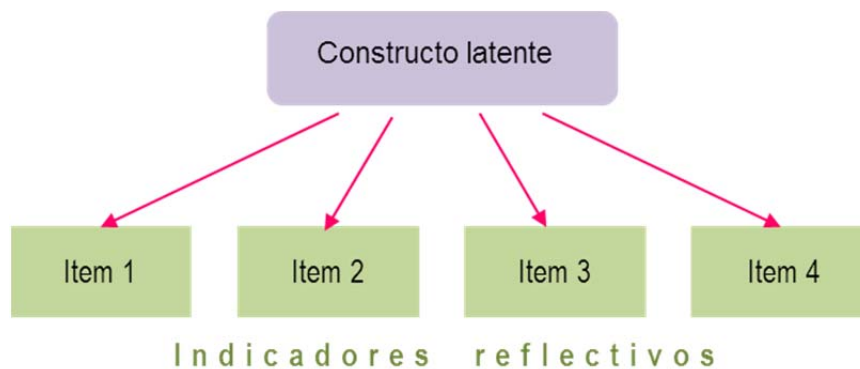 Constructo latente
Item 1 Item 2 Item 3 Item 4
Indicadores reflectivos